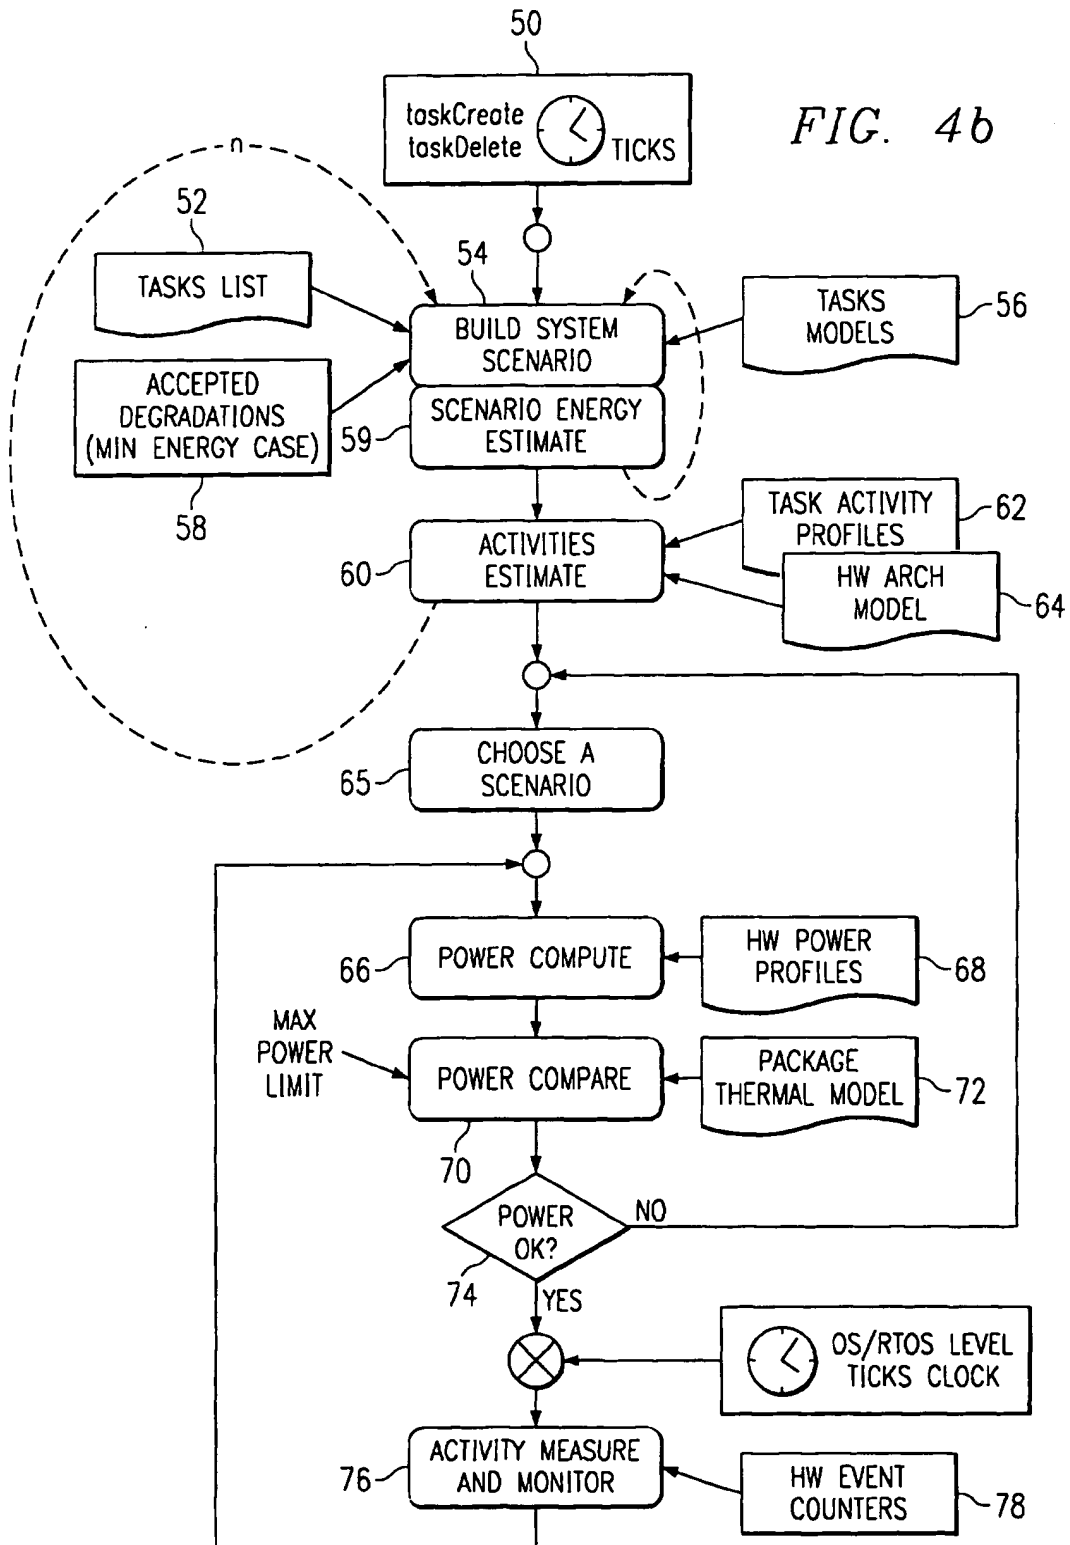 50
taskCreate
taskDelete
TICKS
FIG. 4b
n
52
TASKS LIST
54
BUILD SYSTEM
SCENARIO
TASKS
MODELS
56
ACCEPTED
DEGRADATIONS
(MIN ENERGY CASE)
58
59
SCENARIO ENERGY
ESTIMATE
60
ACTIVITIES
ESTIMATE
TASK ACTIVITY
PROFILES
62
HW ARCH
MODEL
64
65
CHOOSE A
SCENARIO
66
POWER COMPUTE
HW POWER
PROFILES
68
MAX
POWER
LIMIT
POWER COMPARE
70
PACKAGE
THERMAL MODEL
72
POWER
OK?
74
NO
YES
OS/RTOS LEVEL
TICKS CLOCK
76
ACTIVITY MEASURE
AND MONITOR
HW EVENT
COUNTERS
78